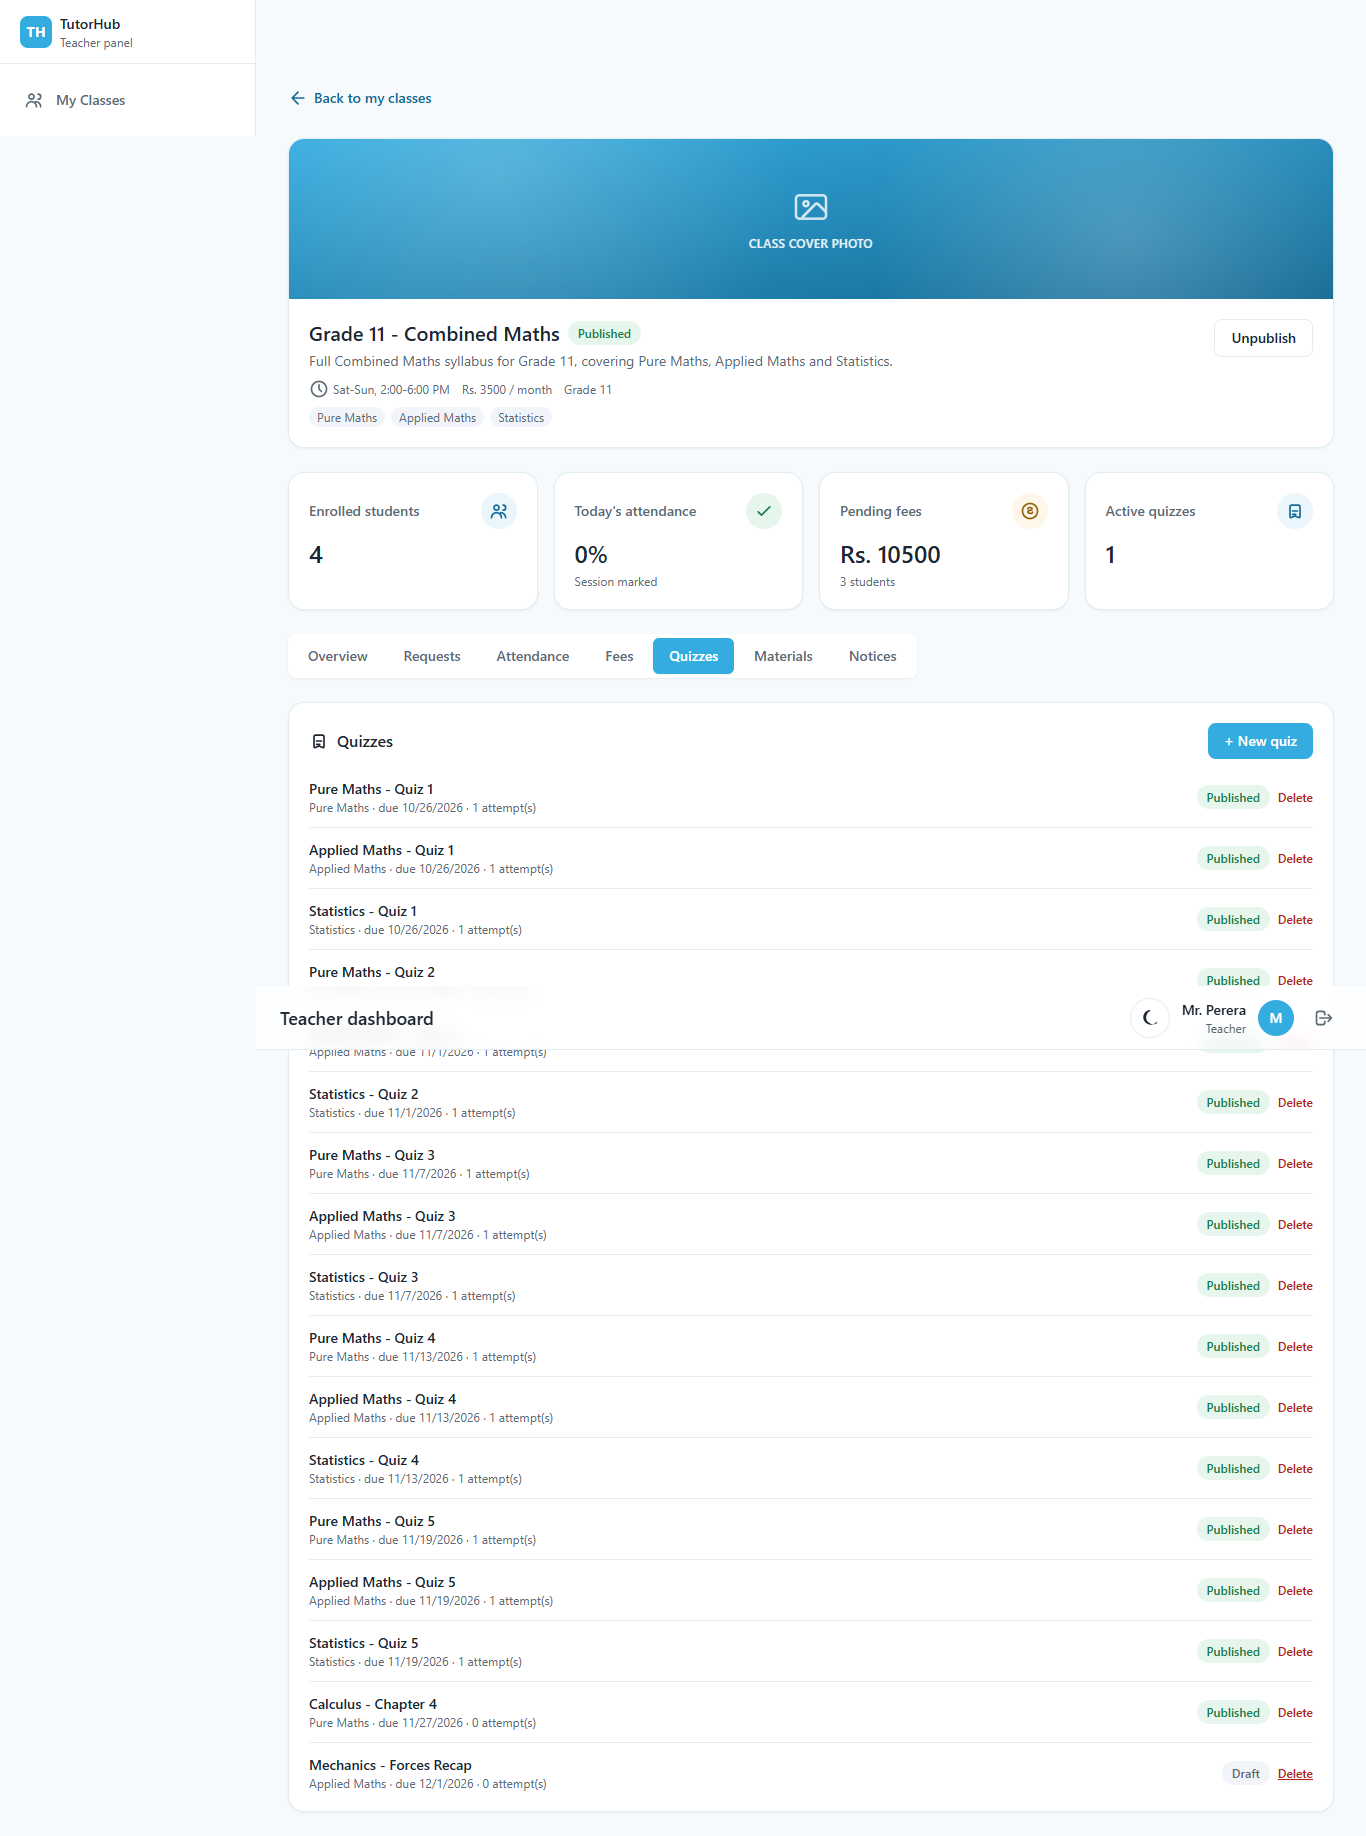 TH
TutorHub
Teacher panel
My Classes
Back to my classes
CLASS COVER PHOTO
Grade 11 - Combined Maths
Published
Unpublish
Full Combined Maths syllabus for Grade 11, covering Pure Maths, Applied Maths and Statistics.
Sat-Sun, 2:00-6:00 PM Rs. 3500 / month Grade 11
Pure Maths Applied Maths Statistics
Enrolled students
4
Today's attendance
0%
Session marked
Pending fees
Rs. 10500
3 students
Active quizzes
1
Overview Requests Attendance Fees Quizzes Materials Notices
Quizzes
+ New quiz
Pure Maths - Quiz 1
Pure Maths · due 10/26/2026 · 1 attempt(s)
Published Delete
Applied Maths - Quiz 1
Applied Maths · due 10/26/2026 · 1 attempt(s)
Published Delete
Statistics - Quiz 1
Statistics · due 10/26/2026 · 1 attempt(s)
Published Delete
Pure Maths - Quiz 2
Published Delete
Teacher dashboard
Mr. Perera
Teacher
M
Applied Maths · due 11/1/2026 · 1 attempt(s)
Statistics - Quiz 2
Statistics · due 11/1/2026 · 1 attempt(s)
Published Delete
Pure Maths - Quiz 3
Pure Maths · due 11/7/2026 · 1 attempt(s)
Published Delete
Applied Maths - Quiz 3
Applied Maths · due 11/7/2026 · 1 attempt(s)
Published Delete
Statistics - Quiz 3
Statistics · due 11/7/2026 · 1 attempt(s)
Published Delete
Pure Maths - Quiz 4
Pure Maths · due 11/13/2026 · 1 attempt(s)
Published Delete
Applied Maths - Quiz 4
Applied Maths · due 11/13/2026 · 1 attempt(s)
Published Delete
Statistics - Quiz 4
Statistics · due 11/13/2026 · 1 attempt(s)
Published Delete
Pure Maths - Quiz 5
Pure Maths · due 11/19/2026 · 1 attempt(s)
Published Delete
Applied Maths - Quiz 5
Applied Maths · due 11/19/2026 · 1 attempt(s)
Published Delete
Statistics - Quiz 5
Statistics · due 11/19/2026 · 1 attempt(s)
Published Delete
Calculus - Chapter 4
Pure Maths · due 11/27/2026 · 0 attempt(s)
Published Delete
Mechanics - Forces Recap
Applied Maths · due 12/1/2026 · 0 attempt(s)
Draft Delete